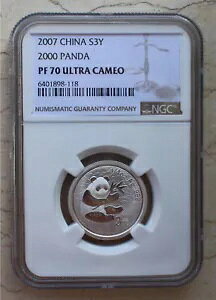 2007 CHINA S3Y
2000 PANDA
PF 70 ULTRA CAMEO
NUMISMATIC GUARANTY COMPANY
NGC
6401898-118